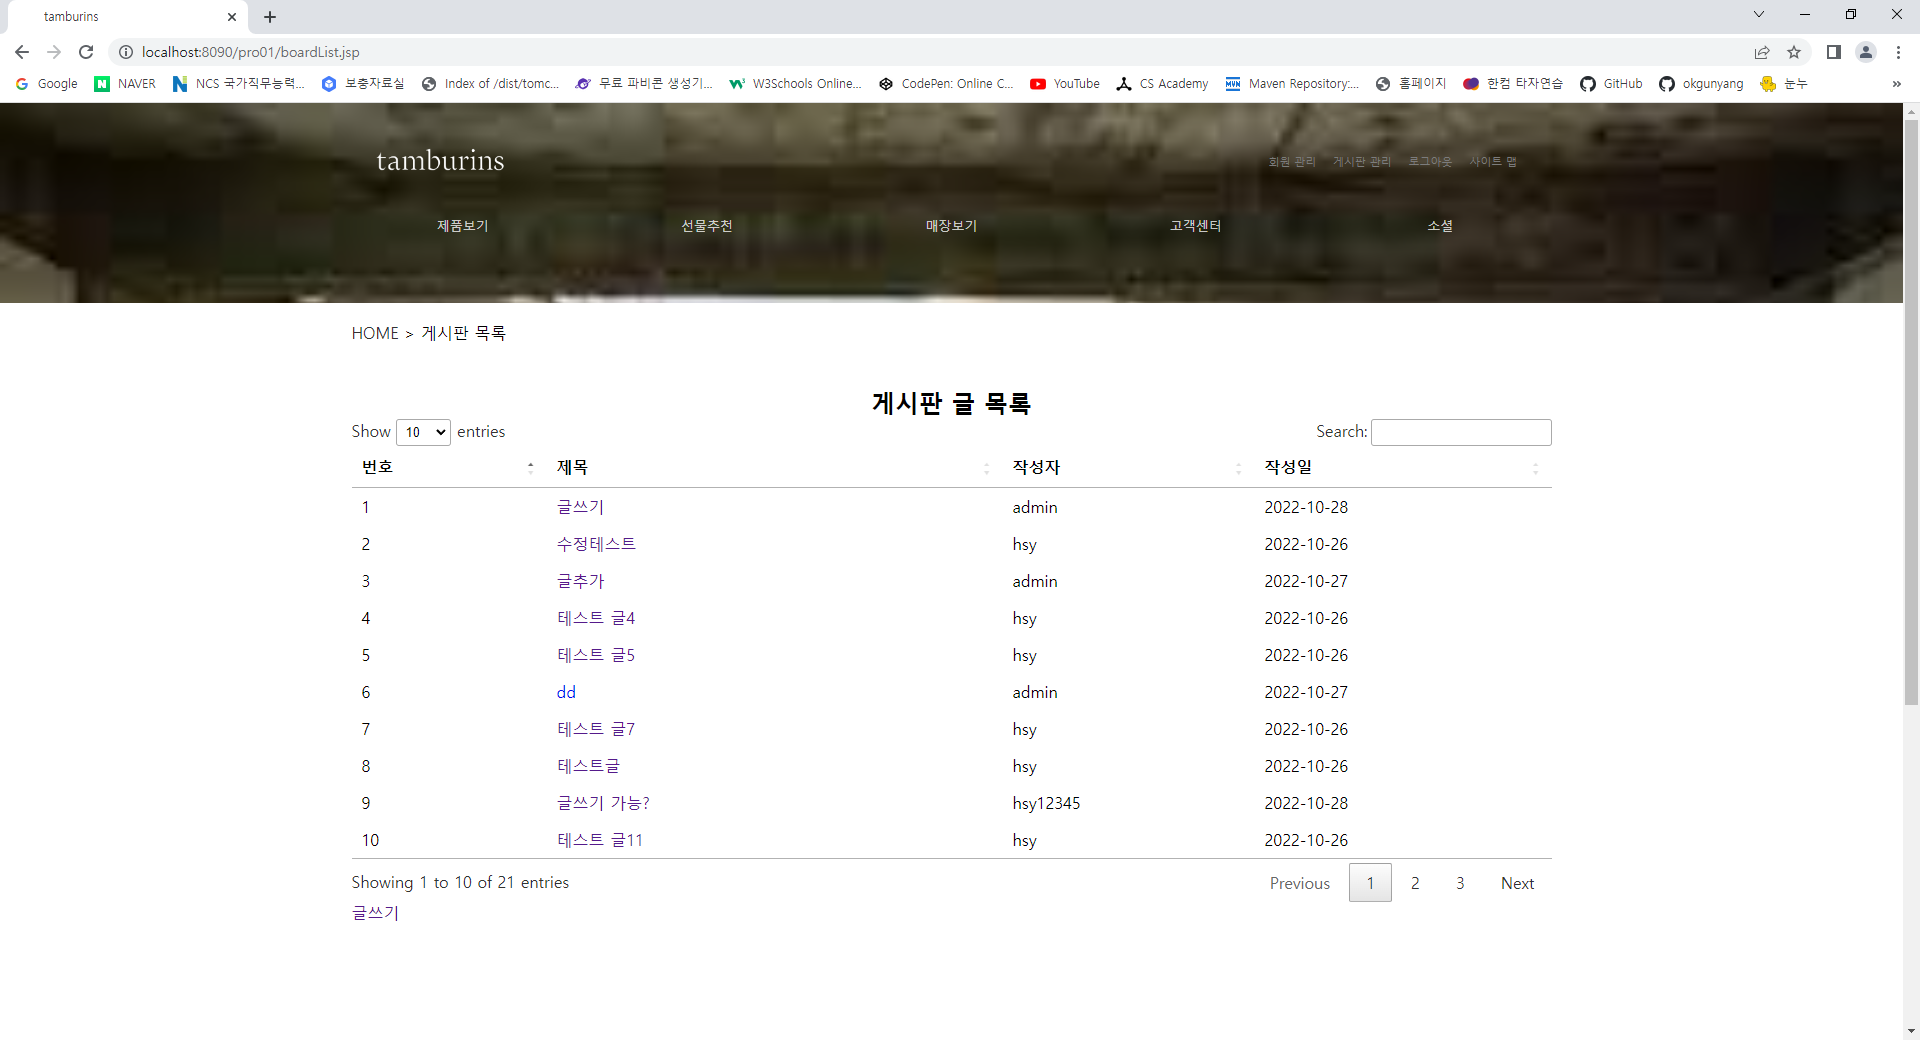 tamburins
localhost:8090/pro01/boardList.jsp
Google NAVER NCS 국가직무능력... 보충자료실 Index of /dist/tomc... 무료 파비콘 생성기... W3Schools Online... CodePen: Online C... YouTube CS Academy Maven Repository:... 홈페이지 한컴 타자연습 GitHub okgunyang 눈누 »
tamburins 회원 관리 게시판 관리 로그아웃 사이트 맵
제품보기 선물추천 매장보기 고객센터 소셜
HOME > 게시판 목록
게시판 글 목록
Show 10 entries Search:
번호 제목 작성자 작성일
1 글쓰기 admin 2022-10-28
2 수정테스트 hsy 2022-10-26
3 글추가 admin 2022-10-27
4 테스트 글4 hsy 2022-10-26
5 테스트 글5 hsy 2022-10-26
6 dd admin 2022-10-27
7 테스트 글7 hsy 2022-10-26
8 테스트글 hsy 2022-10-26
9 글쓰기 가능? hsy12345 2022-10-28
10 테스트 글11 hsy 2022-10-26
Showing 1 to 10 of 21 entries Previous 1 2 3 Next
글쓰기